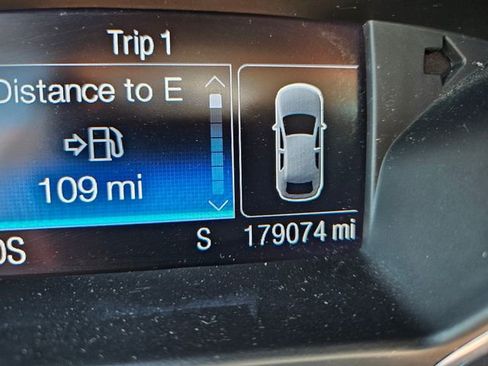 Trip 1
Distance to E
109 mi
S
179074 mi